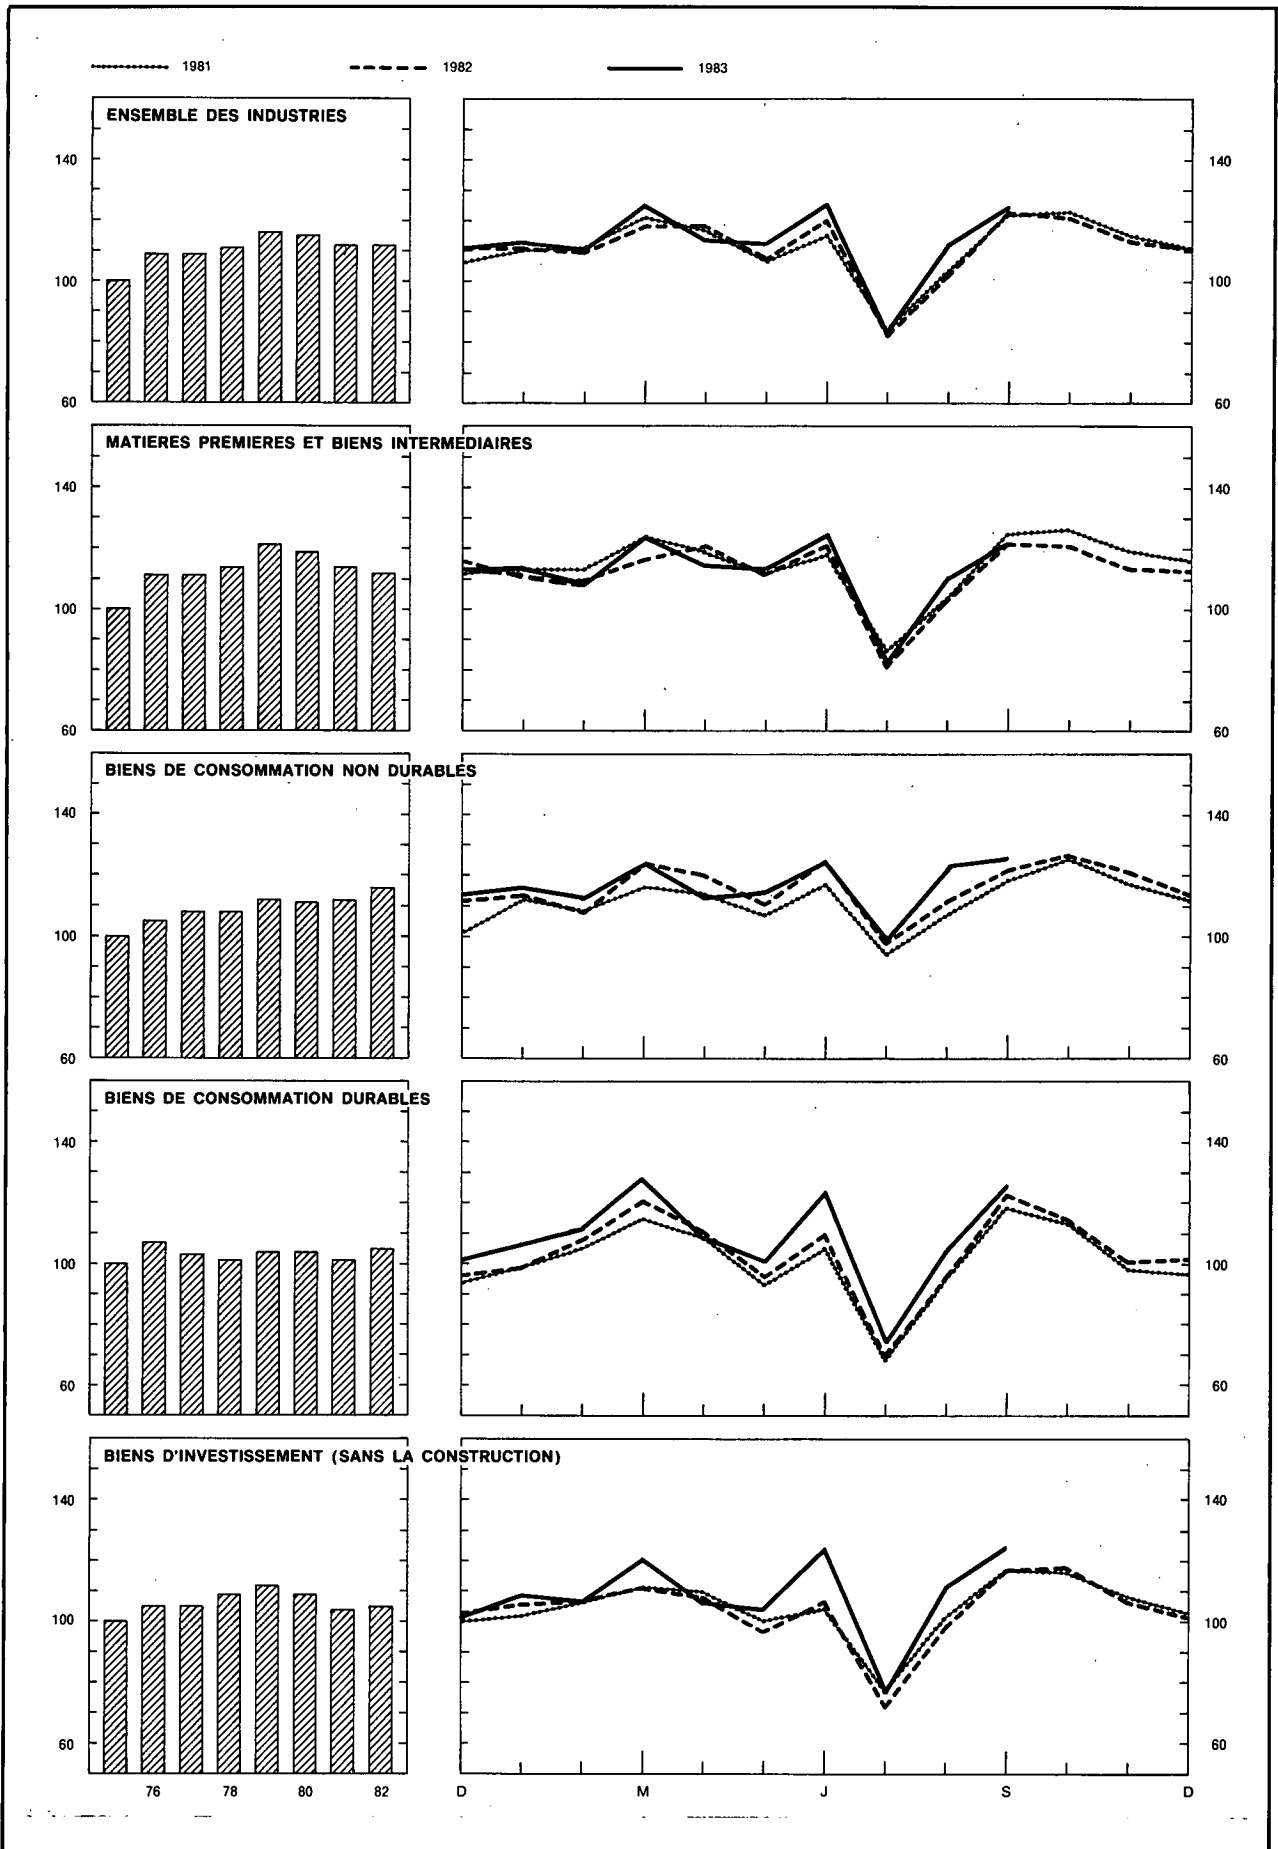 1981 1982 1983
ENSEMBLE DES INDUSTRIES
140 140
100 100
60 60
MATIERES PREMIERES ET BIENS INTERMEDIAIRES
140 140
100 100
60 60
BIENS DE CONSOMMATION NON DURABLES
140 140
100 100
60 60
BIENS DE CONSOMMATION DURABLES
140 140
100 100
60 60
BIENS D'INVESTISSEMENT (SANS LA CONSTRUCTION)
140 140
100 100
60 60
76 78 80 82 D M J S D